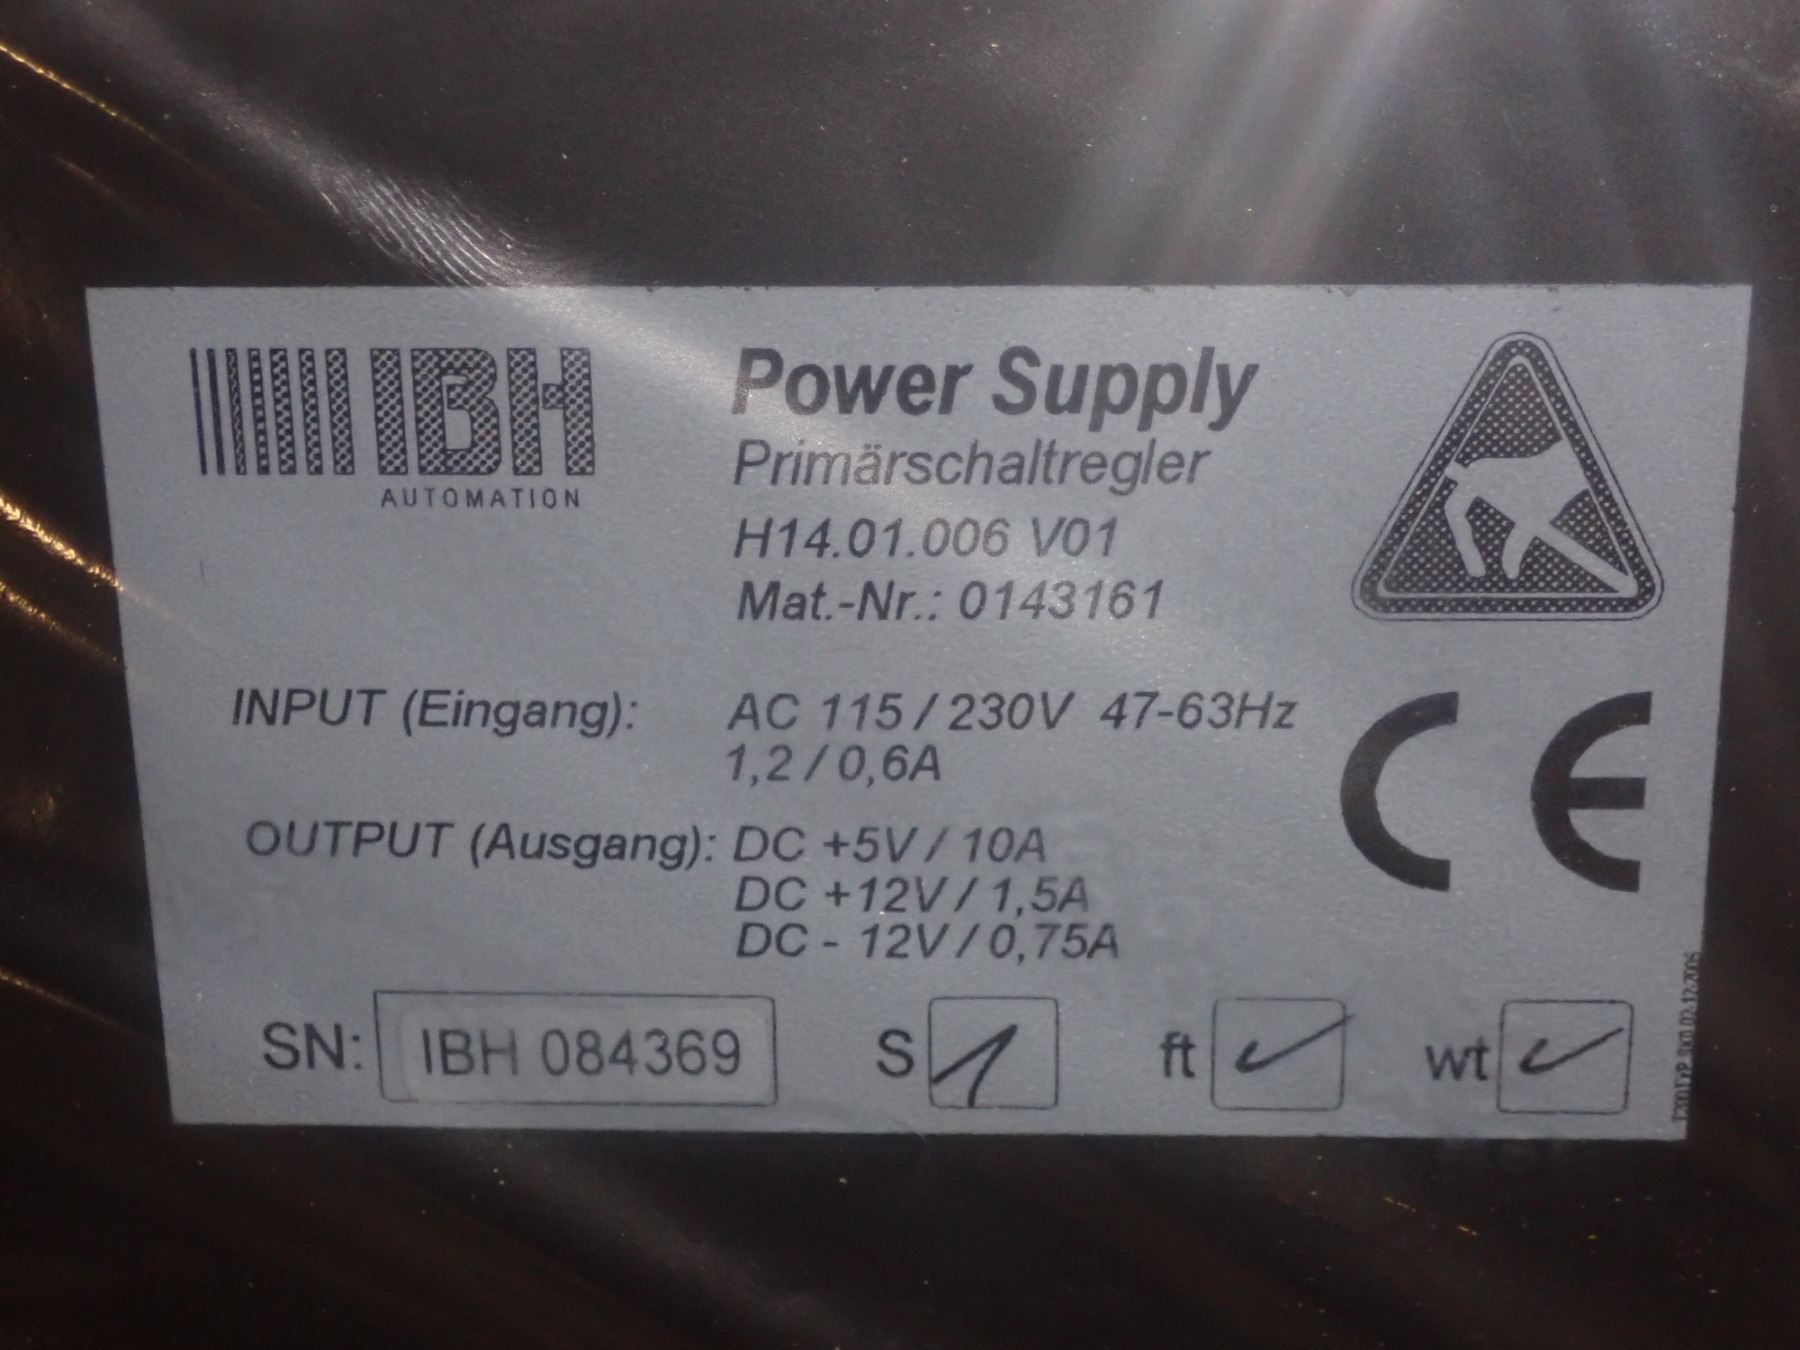 IBH
AUTOMATION
Power Supply
Primärschaltregler
H14.01.006 V01
Mat.-Nr.: 0143161
INPUT (Eingang): AC 115 / 230V 47-63Hz
1,2 / 0,6A
OUTPUT (Ausgang): DC +5V / 10A
DC +12V / 1,5A
DC - 12V / 0,75A
CE
SN: IBH 084369 S 1 ft ✓ wt ✓